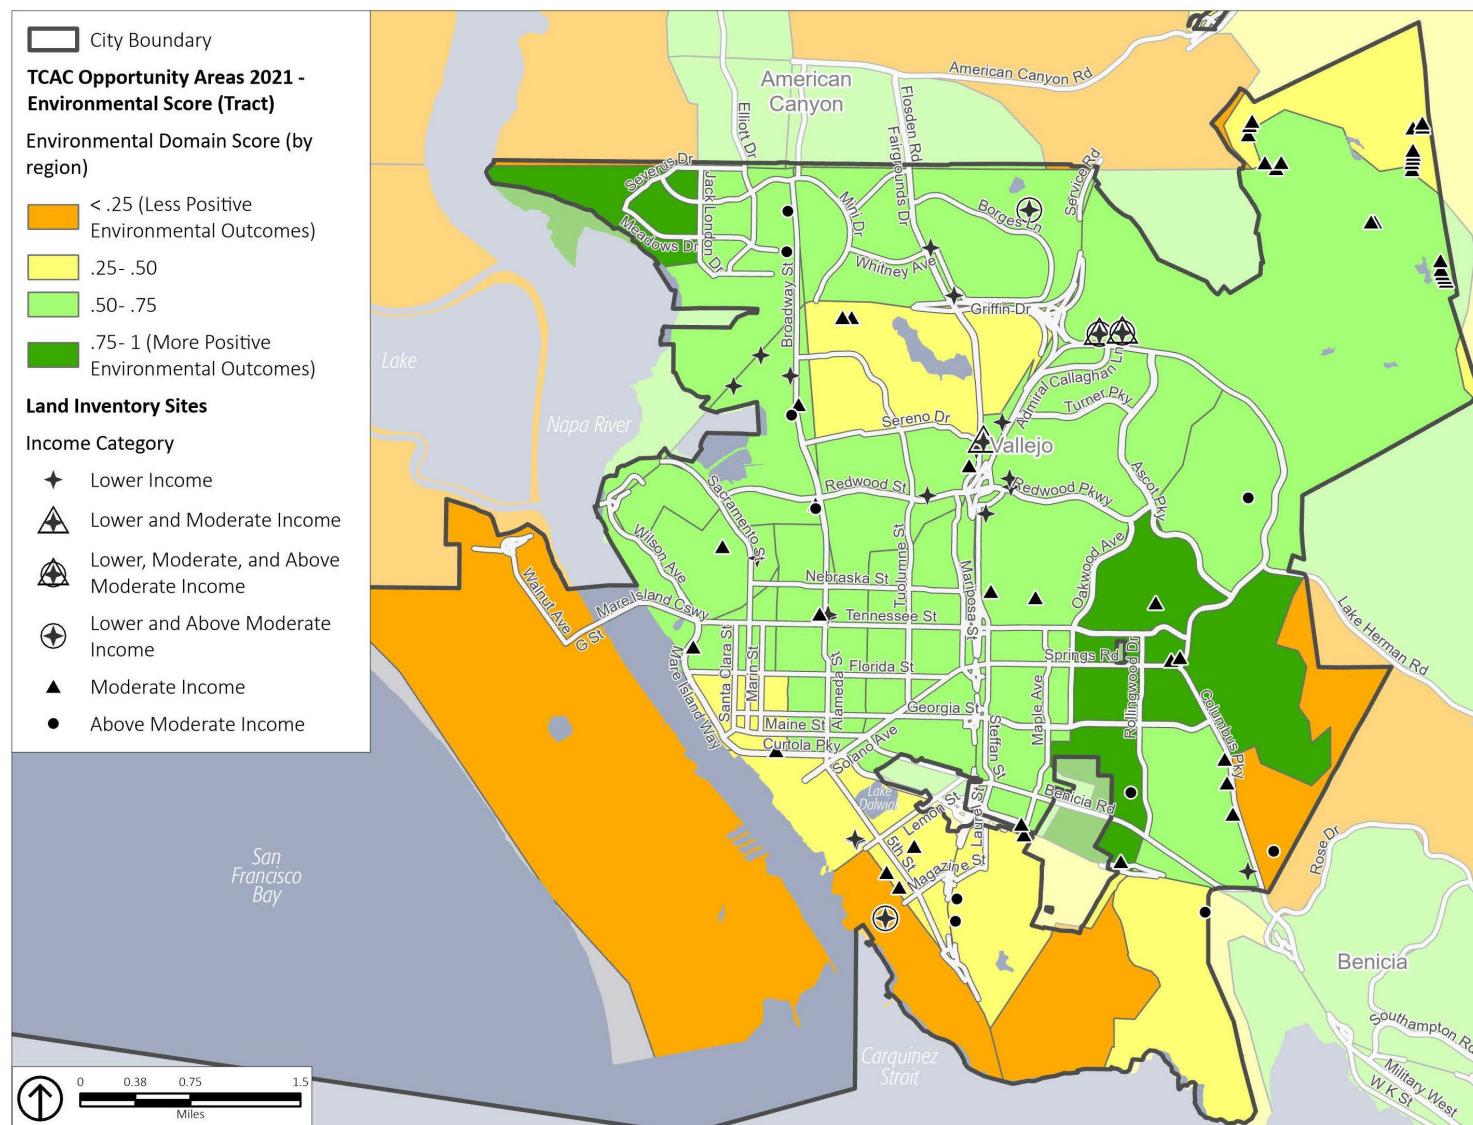 City Boundary
TCAC Opportunity Areas 2021 -
Environmental Score (Tract)
Environmental Domain Score (by
region)
< .25 (Less Positive
Environmental Outcomes)
.25- .50
.50- .75
.75- 1 (More Positive
Environmental Outcomes)
Land Inventory Sites
Income Category
Lower Income
Lower and Moderate Income
Lower, Moderate, and Above
Moderate Income
Lower and Above Moderate
Income
Moderate Income
Above Moderate Income
0 0.38 0.75 1.5
Miles
American
Canyon
American Canyon Rd
Elliott Dr
Flosden Rd
Fairgrounds Dr
Service Rd
Severus Dr
Jack London Dr
Meadows Dr
Mini Dr
Borges Ln
Whitney Ave
Broadway St
Griffin Dr
Lake
Napa River
Admiral Callaghan Ln
Turner Pky
Sereno Dr
Vallejo
Ascot Pky
Sacramento St
Redwood St
Redwood Pkwy
Wilson Ave
Tuolumne St
Mariposa St
Oakwood Ave
Walnut Ave
G St
Mare Island Cswy
Nebraska St
Tennessee St
Lake Herman Rd
Springs Rd
Florida St
Santa Clara St
Marin St
Alameda St
Mare Island Way
Maple Ave
Rollingwood Dr
Columbus Pky
Georgia St
Maine St
Curtola Pky
Solano Ave
Steffan St
Lake
Dalwigk
Lemon St
Laurel St
Benicia Rd
5th St
Magazine St
Rose Dr
San
Francisco
Bay
Benicia
Southampton Rd
Military West
W K St
Carquinez
Strait